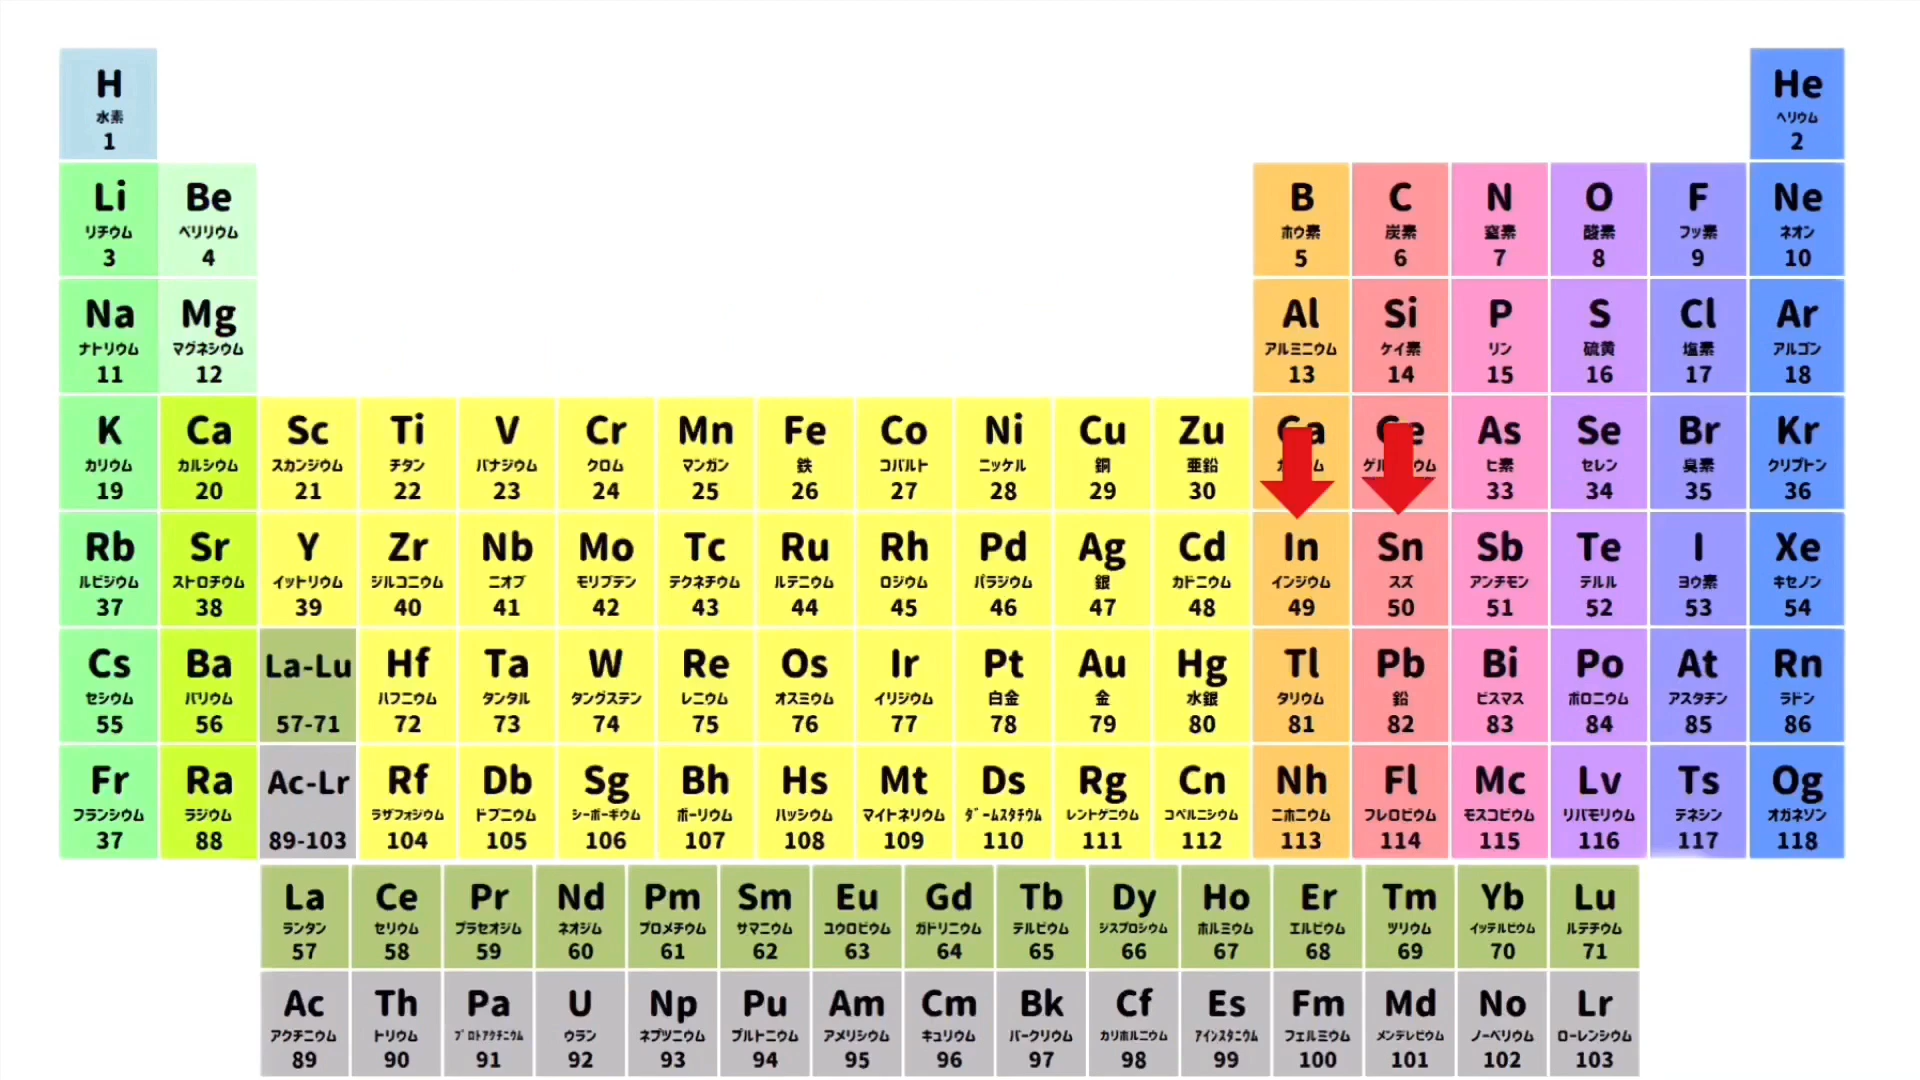 H He
水素 ヘリウム
1 2
Li Be B C N O F Ne
リチウム ベリリウム ホウ素 炭素 窒素 酸素 フッ素 ネオン
3 4 5 6 7 8 9 10
Na Mg Al Si P S Cl Ar
ナトリウム マグネシウム アルミニウム ケイ素 リン 硫黄 塩素 アルゴン
11 12 13 14 15 16 17 18
K Ca Sc Ti V Cr Mn Fe Co Ni Cu Zu As Se Br Kr
カリウム カルシウム スカンジウム チタン バナジウム クロム マンガン 鉄 コバルト ニッケル 銅 亜鉛 ヒ素 セレン 臭素 クリプトン
19 20 21 22 23 24 25 26 27 28 29 30 33 34 35 36
Rb Sr Y Zr Nb Mo Tc Ru Rh Pd Ag Cd In Sn Sb Te I Xe
ルビジウム ストロチウム イットリウム ジルコニウム ニオブ モリブデン テクネチウム ルテニウム ロジウム パラジウム 銀 カドニウム インジウム スズ アンチモン テルル ヨウ素 キセノン
37 38 39 40 41 42 43 44 45 46 47 48 49 50 51 52 53 54
Cs Ba La-Lu Hf Ta W Re Os Ir Pt Au Hg Tl Pb Bi Po At Rn
セシウム バリウム ハフニウム タンタル タングステン レニウム オスミウム イリジウム 白金 金 水銀 タリウム 鉛 ビスマス ポロニウム アスタチン ラドン
55 56 57-71 72 73 74 75 76 77 78 79 80 81 82 83 84 85 86
Fr Ra Ac-Lr Rf Db Sg Bh Hs Mt Ds Rg Cn Nh Fl Mc Lv Ts Og
フランシウム ラジウム ラザフォジウム ドブニウム シーボーギウム ボーリウム ハッシウム マイトネリウム ﾀﾞｰﾑｽﾀﾁｳﾑ レントゲニウム コペルニシウム ニホニウム フレロビウム モスコビウム リバモリウム テネシン オガネソン
37 88 89-103 104 105 106 107 108 109 110 111 112 113 114 115 116 117 118
La Ce Pr Nd Pm Sm Eu Gd Tb Dy Ho Er Tm Yb Lu
ランタン セリウム プラセオジム ネオジム プロメチウム サマニウム ユウロビウム ガドリニウム テルビウム ジスプロシウム ホルミウム エルビウム ツリウム イッテルビウム ルテチウム
57 58 59 60 61 62 63 64 65 66 67 68 69 70 71
Ac Th Pa U Np Pu Am Cm Bk Cf Es Fm Md No Lr
アクチニウム トリウム ﾌﾟﾛﾄｱｸﾁﾆｳﾑ ウラン ネプツニウム プルトニウム アメリシウム キュリウム バークリウム カリホルニウム ｱｲﾝｽﾀﾆｳﾑ フェルミウム メンデレビウム ノーベリウム ローレンシウム
89 90 91 92 93 94 95 96 97 98 99 100 101 102 103